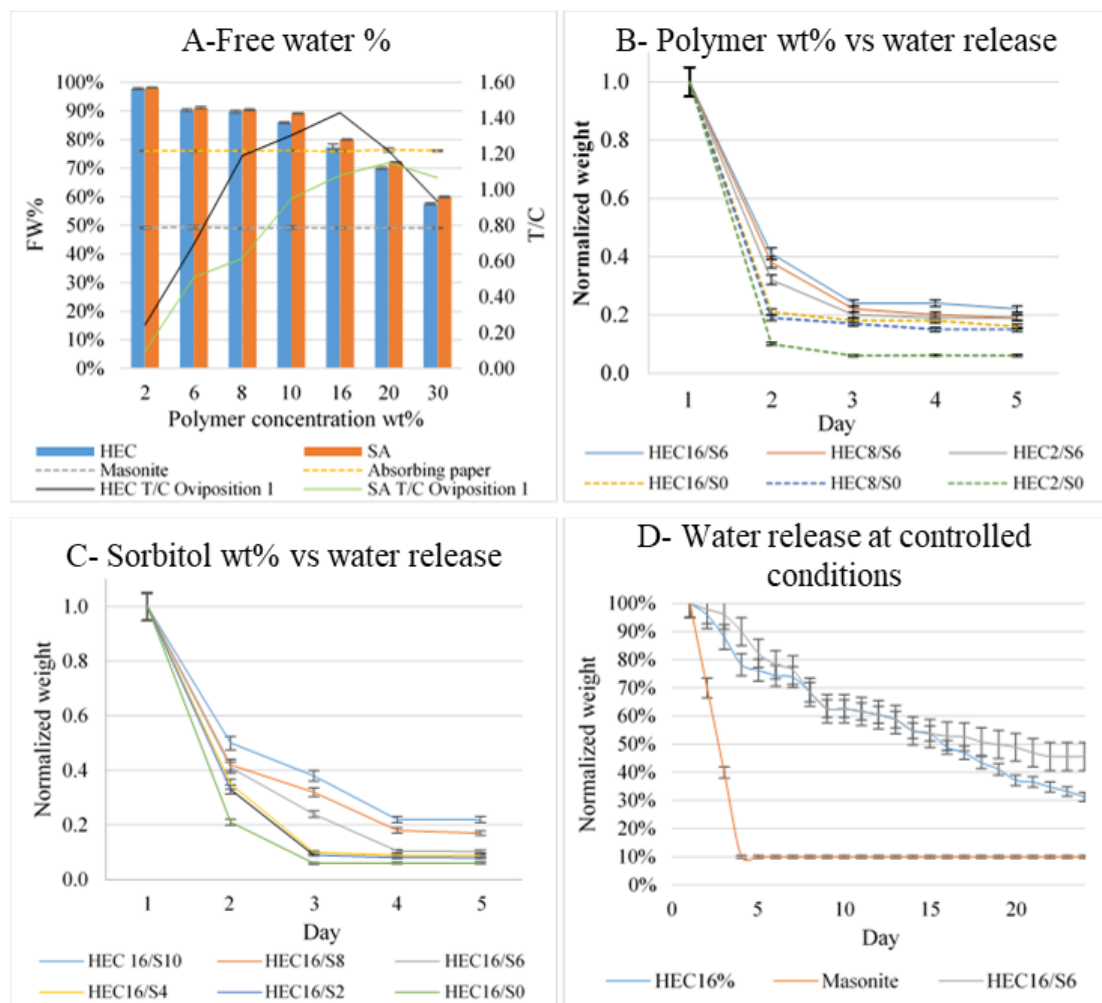 A-Free water %
100%
90%
80%
70%
60%
50%
40%
30%
20%
10%
0%
FW%
1.60
1.40
1.20
1.00
0.80
0.60
0.40
0.20
0.00
T/C
2 6 8 10 16 20 30
Polymer concentration wt%
HEC SA
Masonite Absorbing paper
HEC T/C Oviposition 1 SA T/C Oviposition 1
B- Polymer wt% vs water release
1.0
0.8
0.6
0.4
0.2
0.0
Normalized weight
1 2 3 4 5
Day
HEC16/S6 HEC8/S6 HEC2/S6
HEC16/S0 HEC8/S0 HEC2/S0
C- Sorbitol wt% vs water release
1.0
0.8
0.6
0.4
0.2
0.0
Normalized weight
1 2 3 4 5
Day
HEC 16/S10 HEC16/S8 HEC16/S6
HEC16/S4 HEC16/S2 HEC16/S0
D- Water release at controlled
conditions
100%
90%
80%
70%
60%
50%
40%
30%
20%
10%
0%
Normalized weight
0 5 10 15 20
Day
HEC16% Masonite HEC16/S6